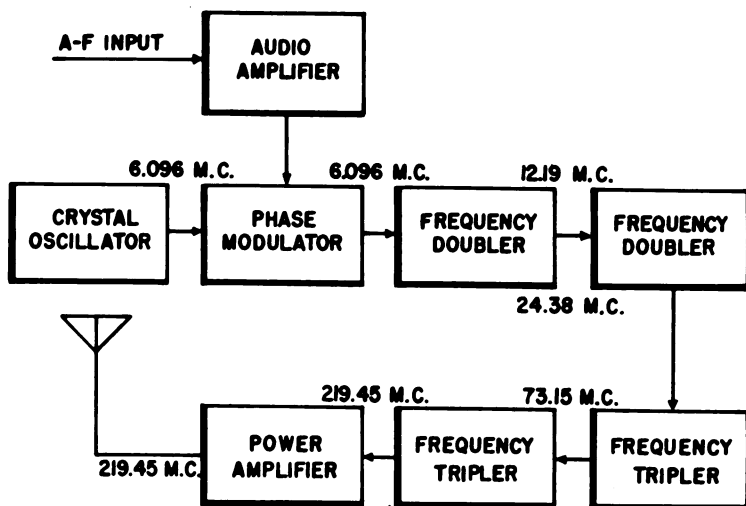 A-F INPUT
AUDIO
AMPLIFIER
6.096 M.C.
6.096 M.C.
12.19 M.C.
CRYSTAL
OSCILLATOR
PHASE
MODULATOR
FREQUENCY
DOUBLER
FREQUENCY
DOUBLER
24.38 M.C.
219.45 M.C.
73.15 M.C.
219.45 M.C.
POWER
AMPLIFIER
FREQUENCY
TRIPLER
FREQUENCY
TRIPLER